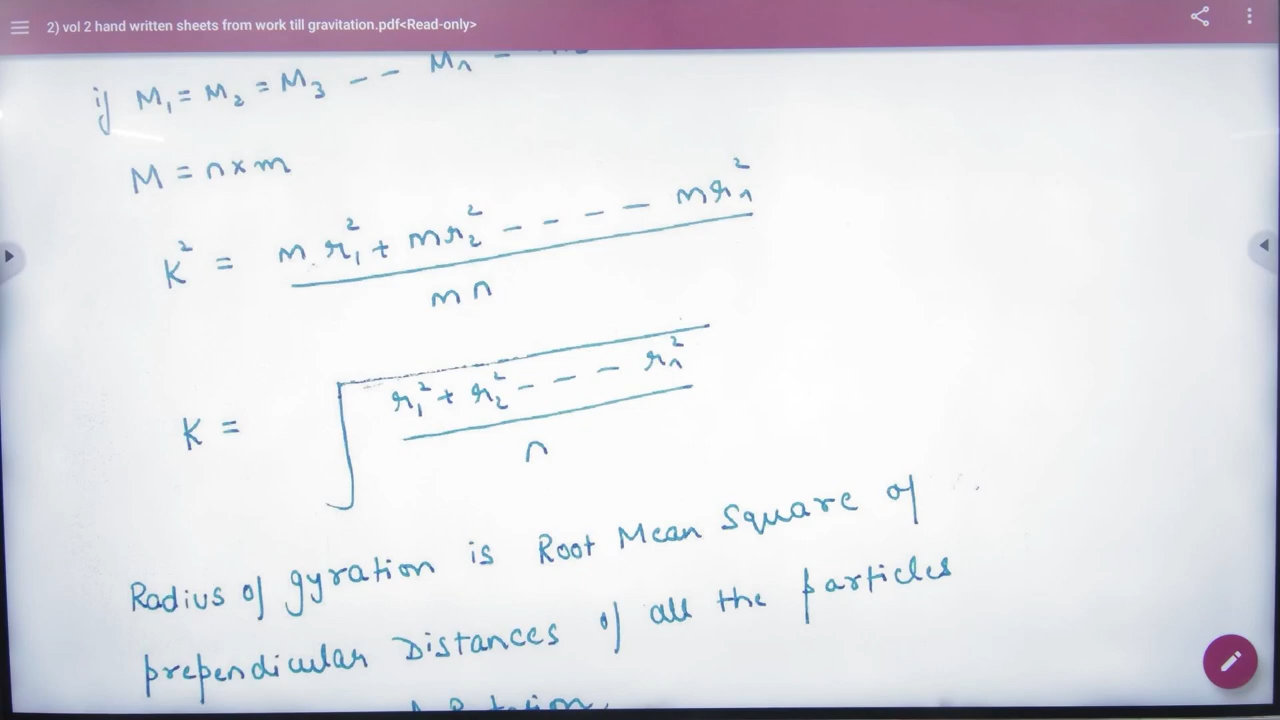 2) vol 2 hand written sheets from work till gravitation.pdf<Read-only>
if M₁ = M₂ = M₃ -- Mₙ -
M = n × m
K² = (m r₁² + m r₂² ---- m rₙ²) / (m n)
K = √((r₁² + r₂² --- rₙ²) / n)
Radius of gyration is Root Mean Square of
prependicular Distances of all the particles